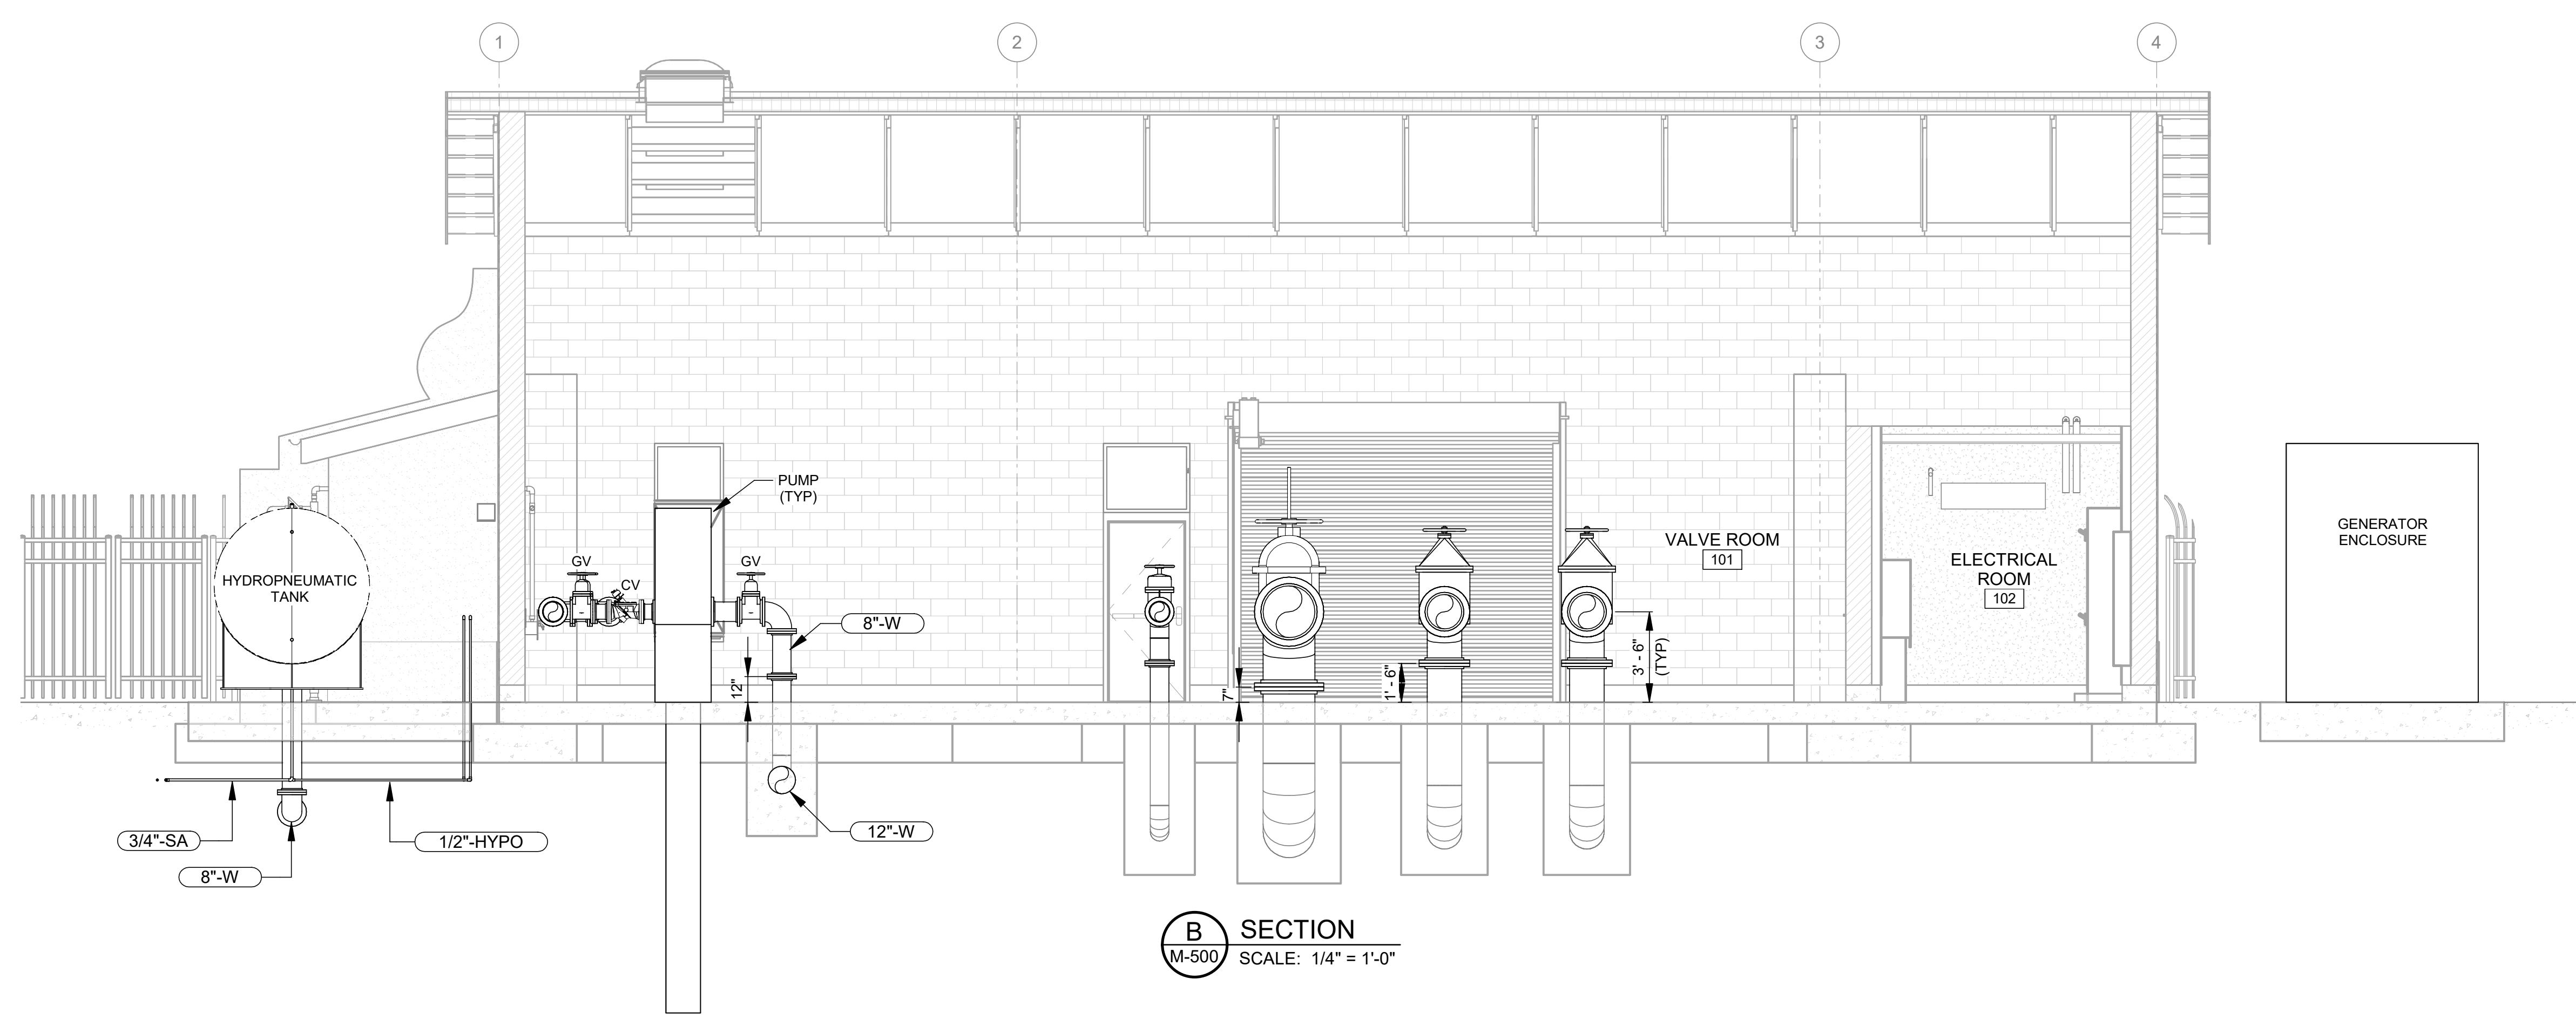 1
2
3
4
PUMP
(TYP)
GV
CV
GV
HYDROPNEUMATIC
TANK
8"-W
12"
7"
1' - 6"
3' - 6"
(TYP)
VALVE ROOM
101
ELECTRICAL
ROOM
102
GENERATOR
ENCLOSURE
3/4"-SA
1/2"-HYPO
8"-W
12"-W
B
M-500
SECTION
SCALE: 1/4" = 1'-0"